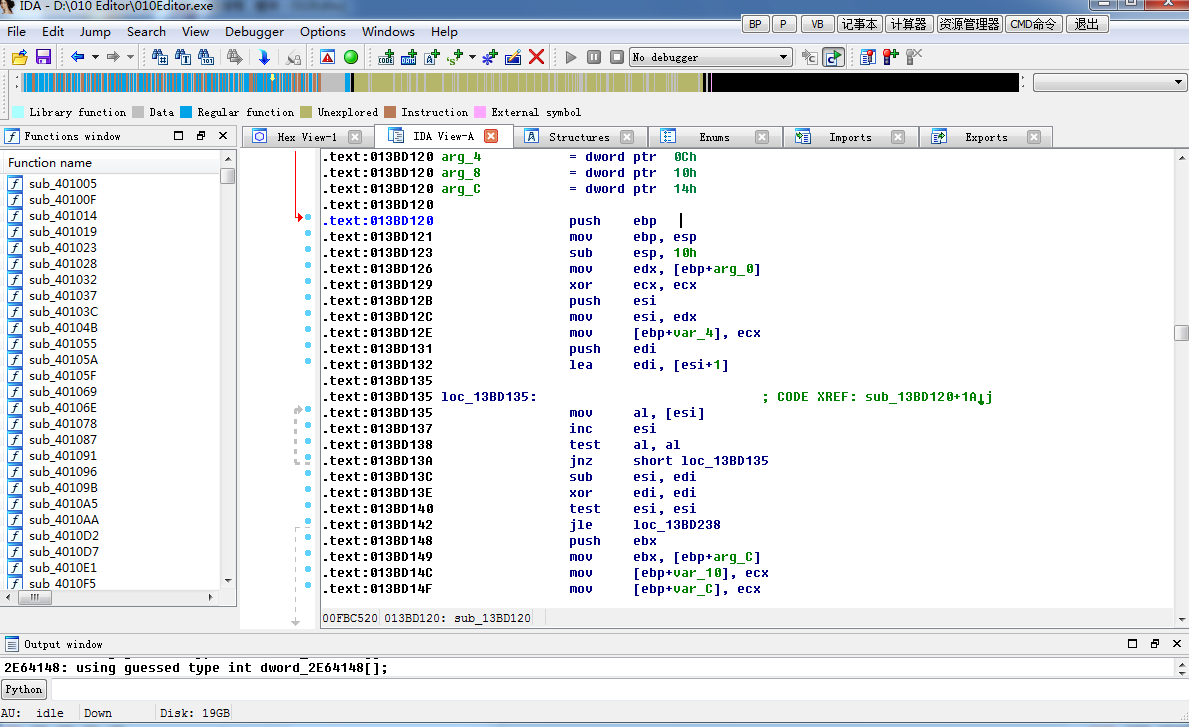 IDA - D:\010 Editor\010Editor.exe
BP P VB 记事本 计算器 资源管理器 CMD命令 退出
File Edit Jump Search View Debugger Options Windows Help
No debugger
Library function Data Regular function Unexplored Instruction External symbol
Functions window
Hex View-1 IDA View-A Structures Enums Imports Exports
Function name
sub_401005
sub_40100F
sub_401014
sub_401019
sub_401023
sub_401028
sub_401032
sub_401037
sub_40103C
sub_40104B
sub_401055
sub_40105A
sub_40105F
sub_401069
sub_40106E
sub_401078
sub_401087
sub_401091
sub_401096
sub_40109B
sub_4010A5
sub_4010AA
sub_4010D2
sub_4010D7
sub_4010E1
sub_4010F5
.text:013BD120 arg_4 = dword ptr 0Ch
.text:013BD120 arg_8 = dword ptr 10h
.text:013BD120 arg_C = dword ptr 14h
.text:013BD120
.text:013BD120 push ebp
.text:013BD121 mov ebp, esp
.text:013BD123 sub esp, 10h
.text:013BD126 mov edx, [ebp+arg_0]
.text:013BD129 xor ecx, ecx
.text:013BD12B push esi
.text:013BD12C mov esi, edx
.text:013BD12E mov [ebp+var_4], ecx
.text:013BD131 push edi
.text:013BD132 lea edi, [esi+1]
.text:013BD135
.text:013BD135 loc_13BD135: ; CODE XREF: sub_13BD120+1A↓j
.text:013BD135 mov al, [esi]
.text:013BD137 inc esi
.text:013BD138 test al, al
.text:013BD13A jnz short loc_13BD135
.text:013BD13C sub esi, edi
.text:013BD13E xor edi, edi
.text:013BD140 test esi, esi
.text:013BD142 jle loc_13BD238
.text:013BD148 push ebx
.text:013BD149 mov ebx, [ebp+arg_C]
.text:013BD14C mov [ebp+var_10], ecx
.text:013BD14F mov [ebp+var_C], ecx
00FBC520 013BD120: sub_13BD120
Output window
2E64148: using guessed type int dword_2E64148[];
Python
AU: idle Down Disk: 19GB